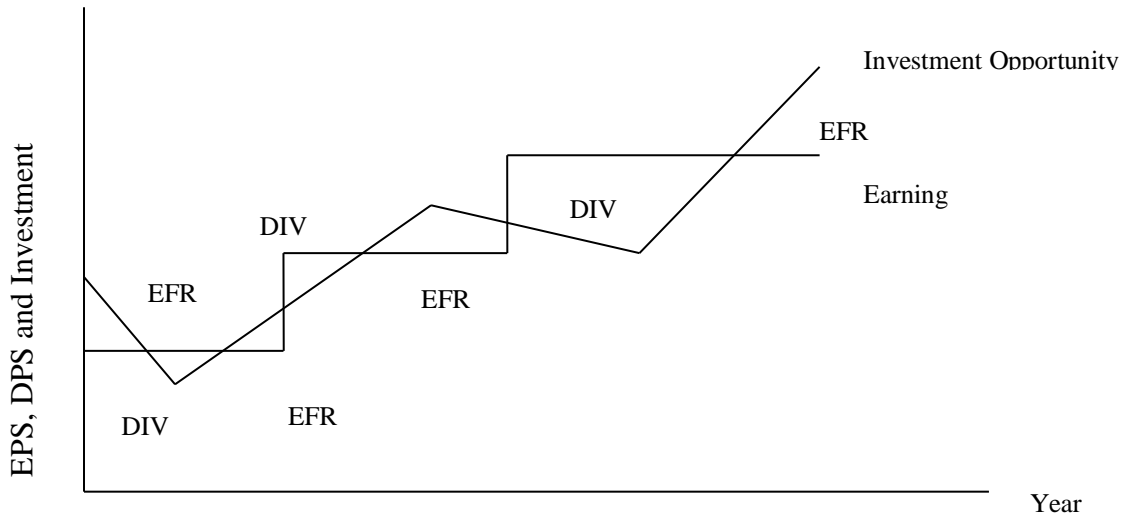 Investment Opportunity
EFR
Earning
DIV
DIV
EFR
EFR
EFR
DIV
EPS, DPS and Investment
Year